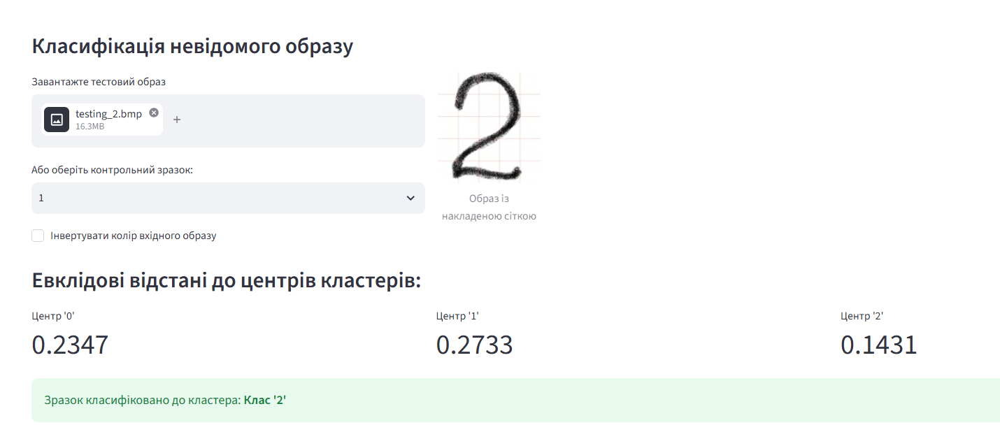 Класифікація невідомого образу
Завантажте тестовий образ
testing_2.bmp
16.3MB
+
2
Образ із
накладеною сіткою
Або оберіть контрольний зразок:
1
Інвертувати колір вхідного образу
Евклідові відстані до центрів кластерів:
Центр '0'
0.2347
Центр '1'
0.2733
Центр '2'
0.1431
Зразок класифіковано до кластера: Клас '2'